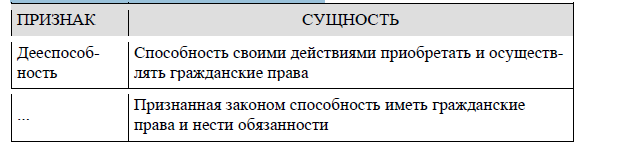 ПРИЗНАК СУЩНОСТЬ
Дееспособ- Способность своими действиями приобретать и осуществ-
ность лять гражданские права
... Признанная законом способность иметь гражданские
права и нести обязанности